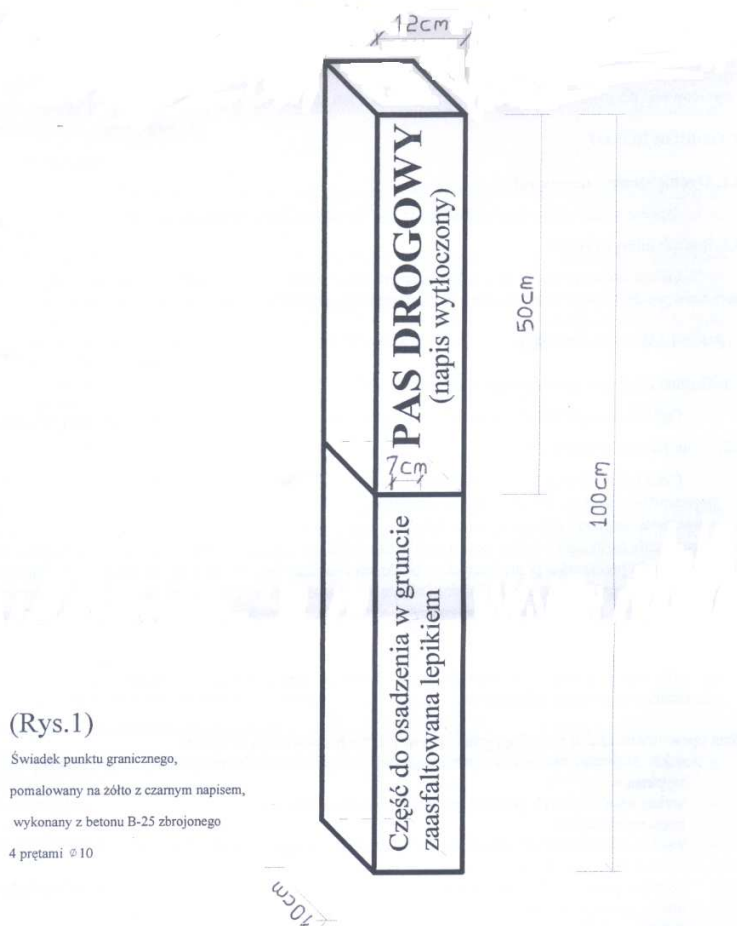 12cm
PAS DROGOWY
(napis wytłoczony)
50cm
7cm
100cm
Część do osadzenia w gruncie
zaasfaltowana lepikiem
(Rys.1)
Świadek punktu granicznego,
pomalowany na żółto z czarnym napisem,
wykonany z betonu B-25 zbrojonego
4 prętami ∅10
10cm